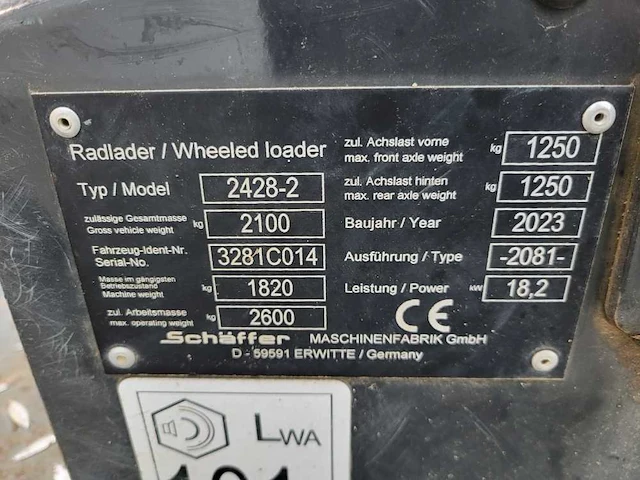 Radlader / Wheeled loader
Typ / Model 2428-2
zulässige Gesamtmasse
Gross vehicle weight kg 2100
Fahrzeug-Ident-Nr.
Serial-No. 3281C014
Masse im gängigsten
Betriebszustand
Machine weight kg 1820
zul. Arbeitsmasse
max. operating weight kg 2600
zul. Achslast vorne
max. front axle weight kg 1250
zul. Achslast hinten
max. rear axle weight kg 1250
Baujahr / Year 2023
Ausführung / Type -2081-
Leistung / Power kW 18,2
CE
Schäffer MASCHINENFABRIK GmbH
D - 59591 ERWITTE / Germany
LWA